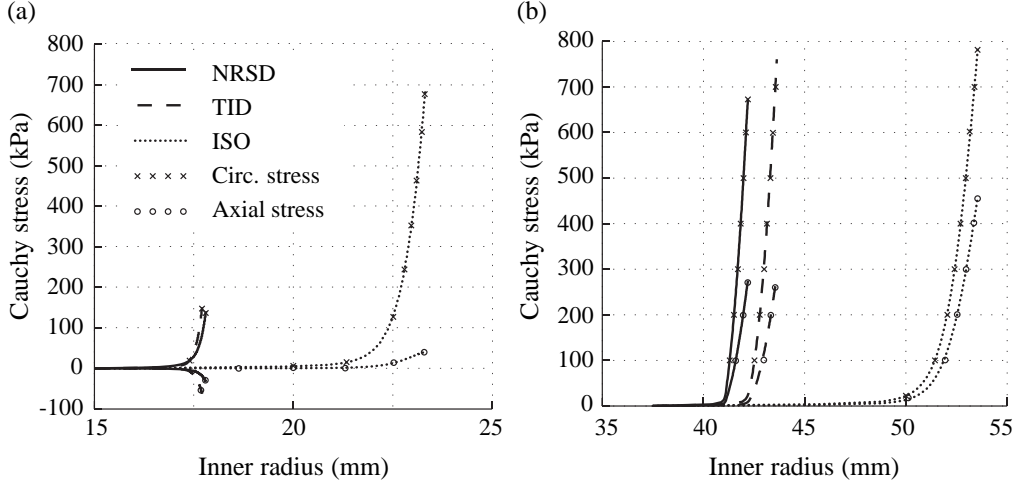 (a)
800
700
600
500
400
300
200
100
0
-100
Cauchy stress (kPa)
NRSD
TID
ISO
Circ. stress
Axial stress
15
20
25
Inner radius (mm)
(b)
800
700
600
500
400
300
200
100
0
Cauchy stress (kPa)
35
40
45
50
55
Inner radius (mm)